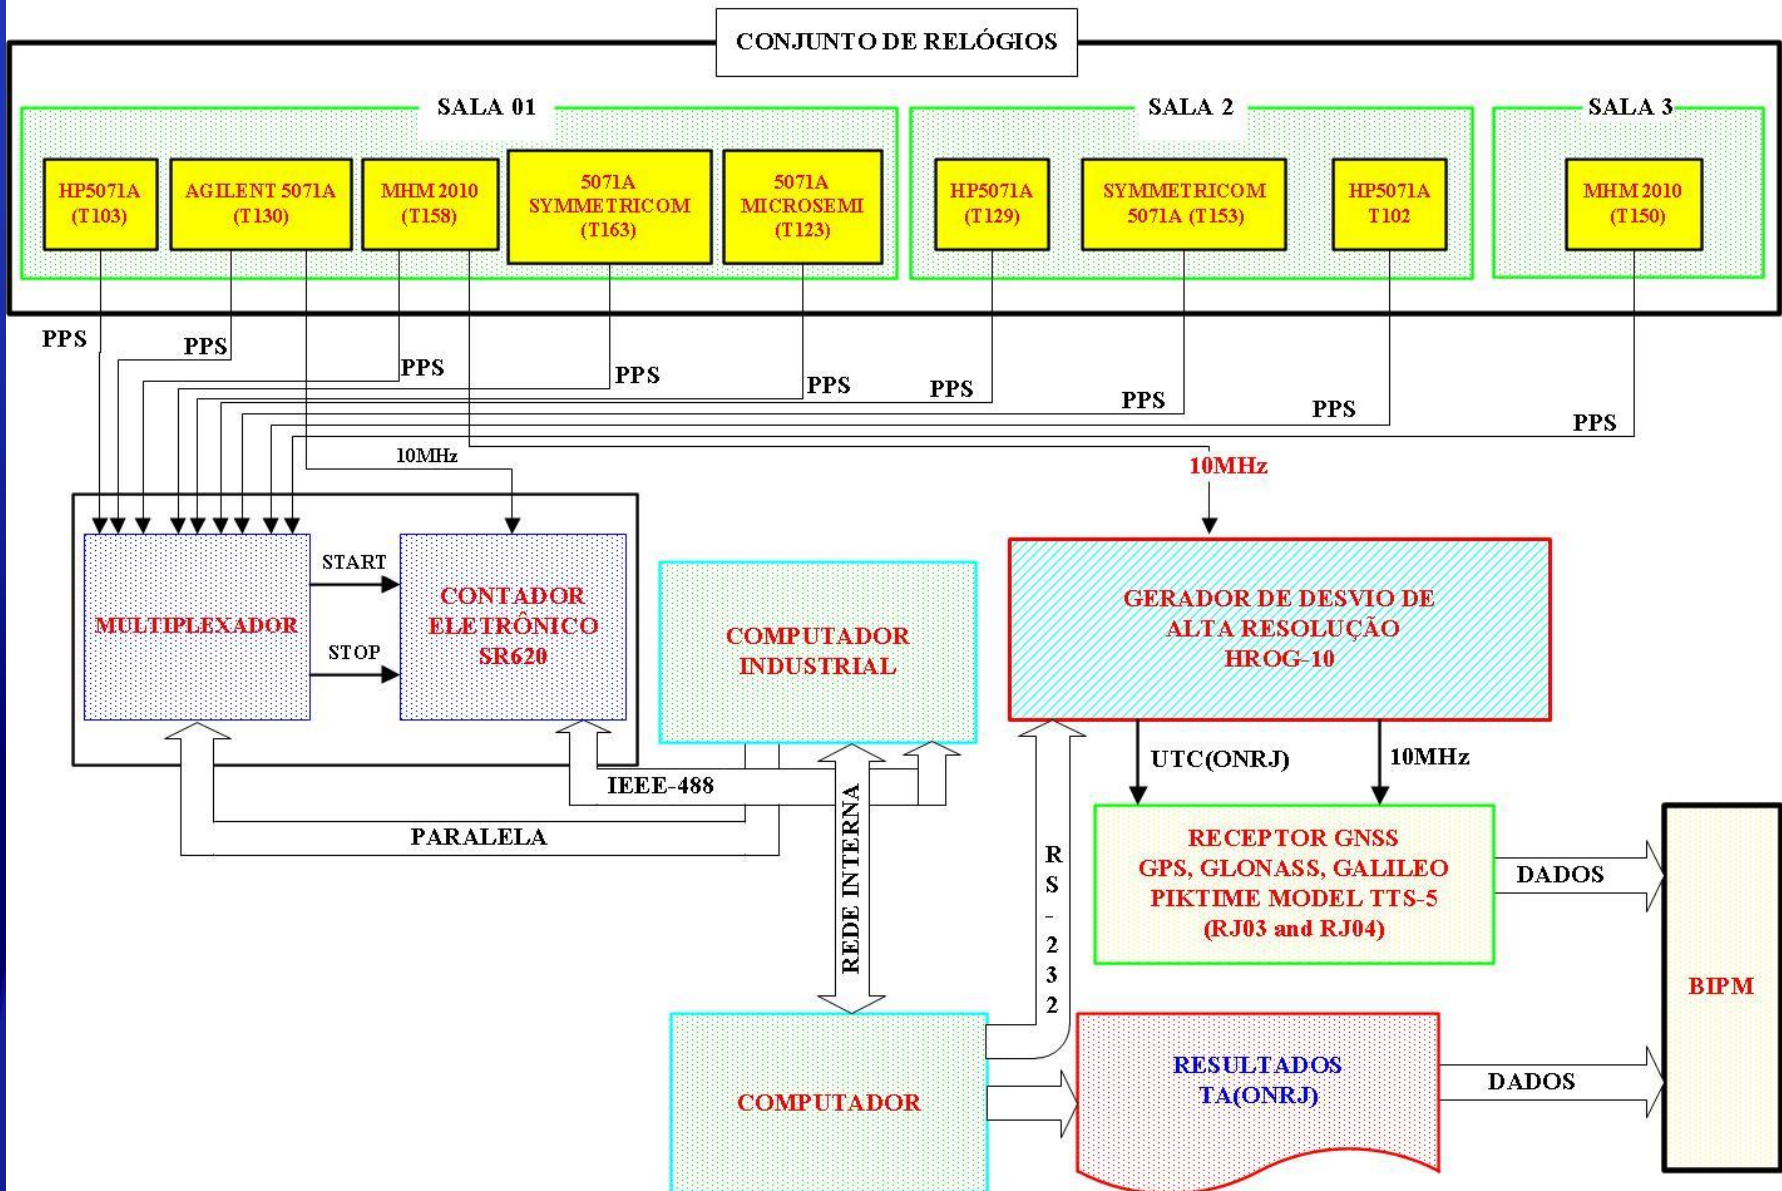 CONJUNTO DE RELÓGIOS
SALA 01
SALA 2
SALA 3
HP5071A
(T103)
AGILENT 5071A
(T130)
MHM 2010
(T158)
5071A
SYMMETRICOM
(T163)
5071A
MICROSEMI
(T123)
HP5071A
(T129)
SYMMETRICOM
5071A (T153)
HP5071A
T102
MHM 2010
(T150)
PPS
PPS
PPS
PPS
PPS
PPS
PPS
PPS
PPS
10MHz
10MHz
MULTIPLEXADOR
START
STOP
CONTADOR
ELETRÔNICO
SR620
COMPUTADOR
INDUSTRIAL
GERADOR DE DESVIO DE
ALTA RESOLUÇÃO
HROG-10
UTC(ONRJ)
10MHz
IEEE-488
PARALELA
REDE INTERNA
RS-232
RECEPTOR GNSS
GPS, GLONASS, GALILEO
PIKTIME MODEL TTS-5
(RJ03 and RJ04)
DADOS
BIPM
COMPUTADOR
RESULTADOS
TA(ONRJ)
DADOS